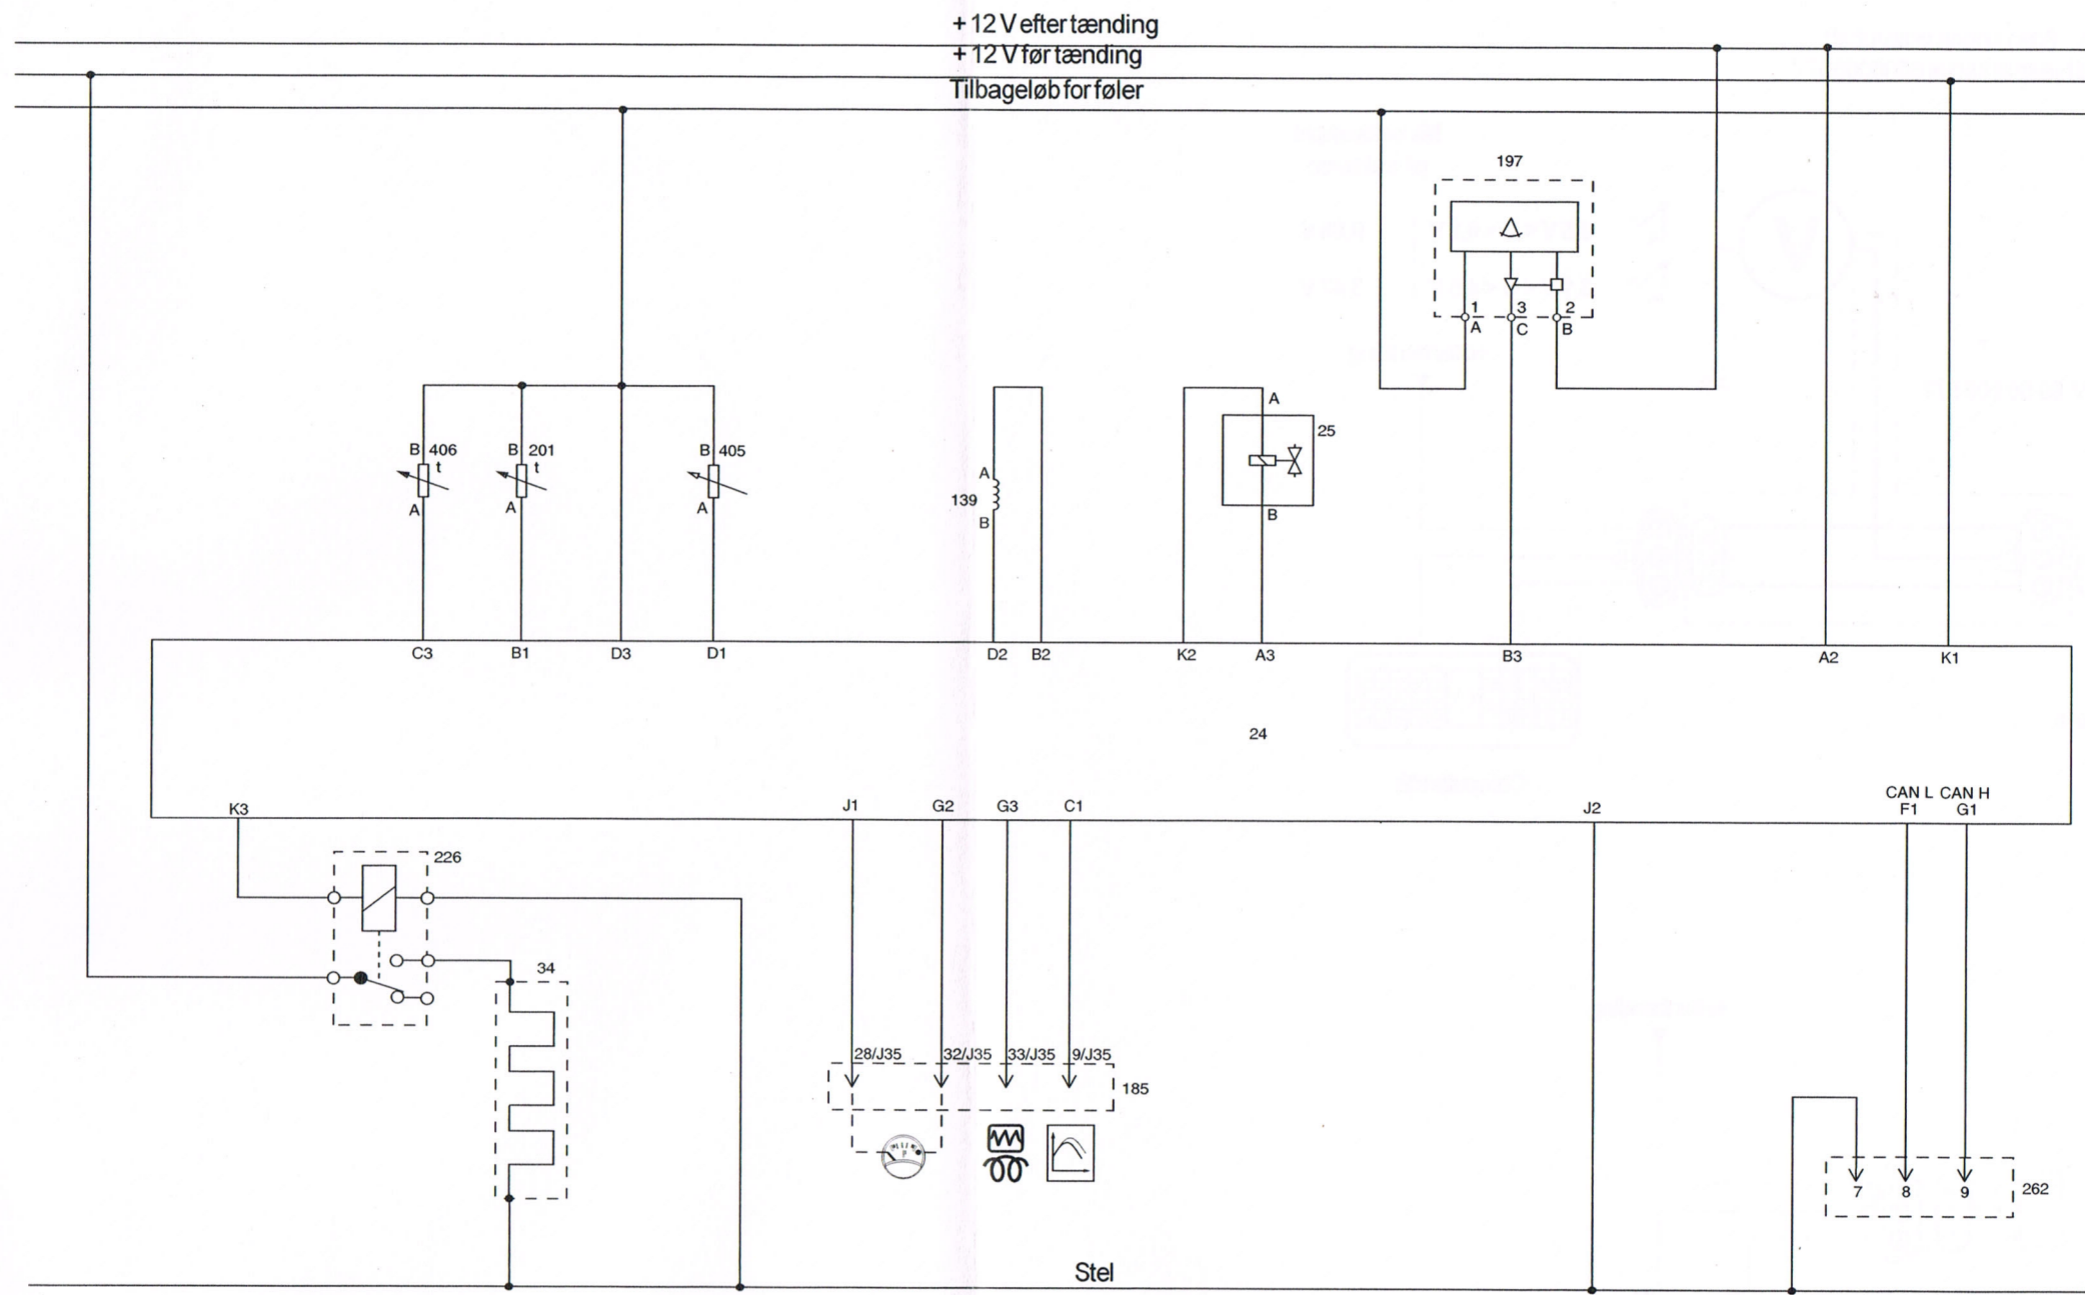 + 12 V efter tænding
+ 12 V før tænding
Tilbageløb for føler
197
1 3 2
A C B
A
25
B
B 406 B 201 B 405
t t
A A A
A
139
B
C3 B1 D3 D1 D2 B2 K2 A3 B3 A2 K1
24
CAN L CAN H
K3 J1 G2 G3 C1 J2 F1 G1
226
34
28/J35 32/J35 33/J35 9/J35
185
7 8 9 262
Stel